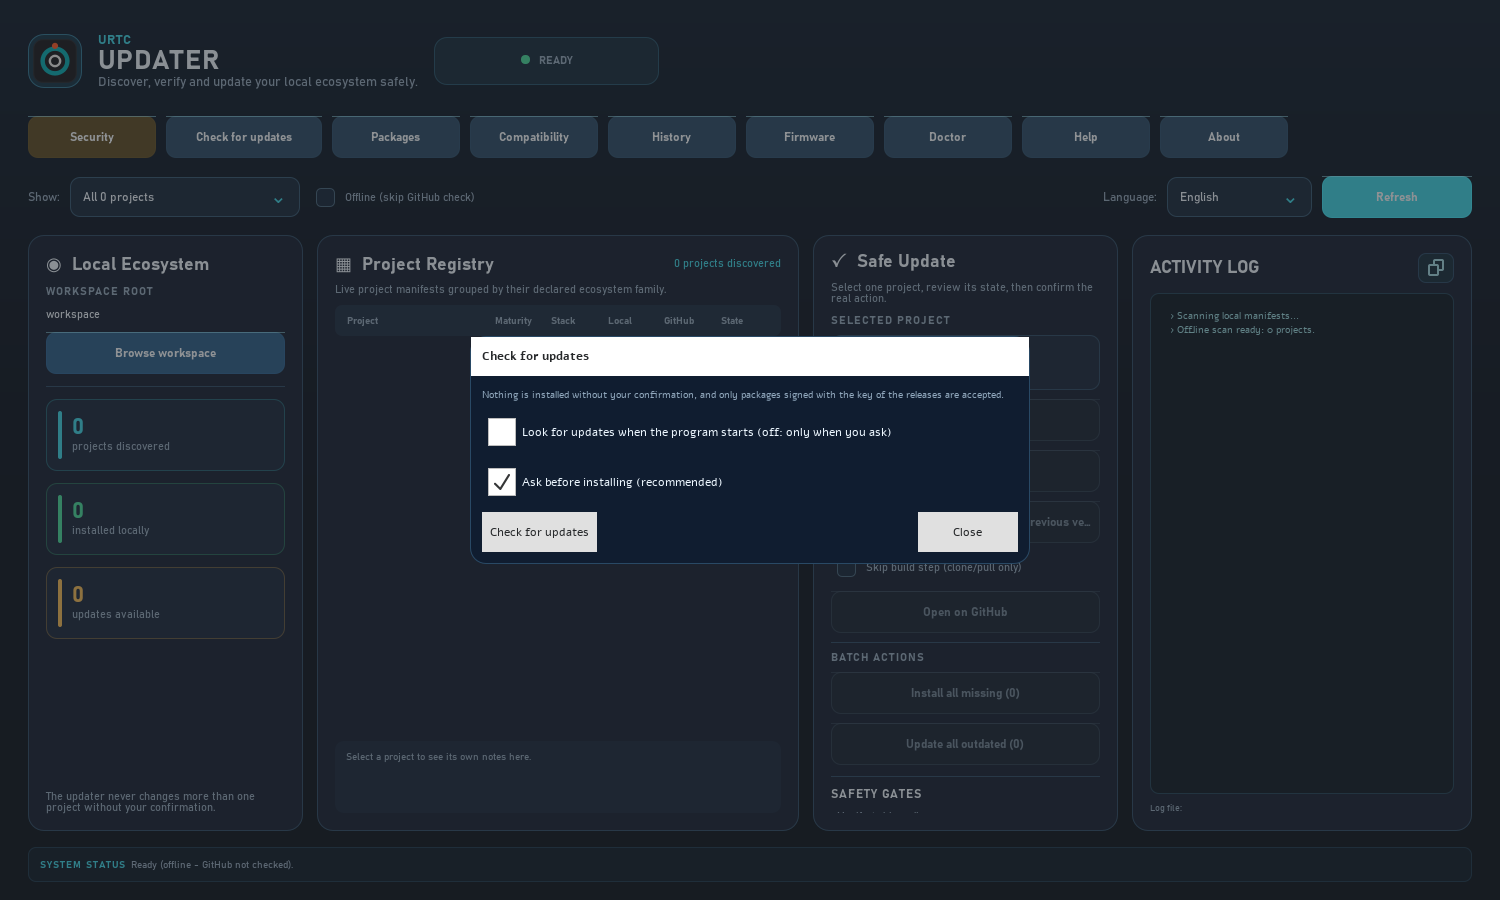 URTC
UPDATER
Discover, verify and update your local ecosystem safely.
READY
Security
Check for updates
Packages
Compatibility
History
Firmware
Doctor
Help
About
Show:
All 0 projects
Offline (skip GitHub check)
Language:
English
Refresh
Local Ecosystem
WORKSPACE ROOT
workspace
Browse workspace
0
projects discovered
0
installed locally
0
updates available
The updater never changes more than one
project without your confirmation.
Project Registry
0 projects discovered
Live project manifests grouped by their declared ecosystem family.
Project
Maturity
Stack
Local
GitHub
State
Select a project to see its own notes here.
Check for updates
Nothing is installed without your confirmation, and only packages signed with the key of the releases are accepted.
Look for updates when the program starts (off: only when you ask)
Ask before installing (recommended)
Check for updates
Close
Safe Update
Select one project, review its state, then confirm the
real action.
SELECTED PROJECT
revious ve...
Skip build step (clone/pull only)
Open on GitHub
BATCH ACTIONS
Install all missing (0)
Update all outdated (0)
SAFETY GATES
ACTIVITY LOG
› Scanning local manifests...
› Offline scan ready: 0 projects.
Log file:
SYSTEM STATUS Ready (offline - GitHub not checked).